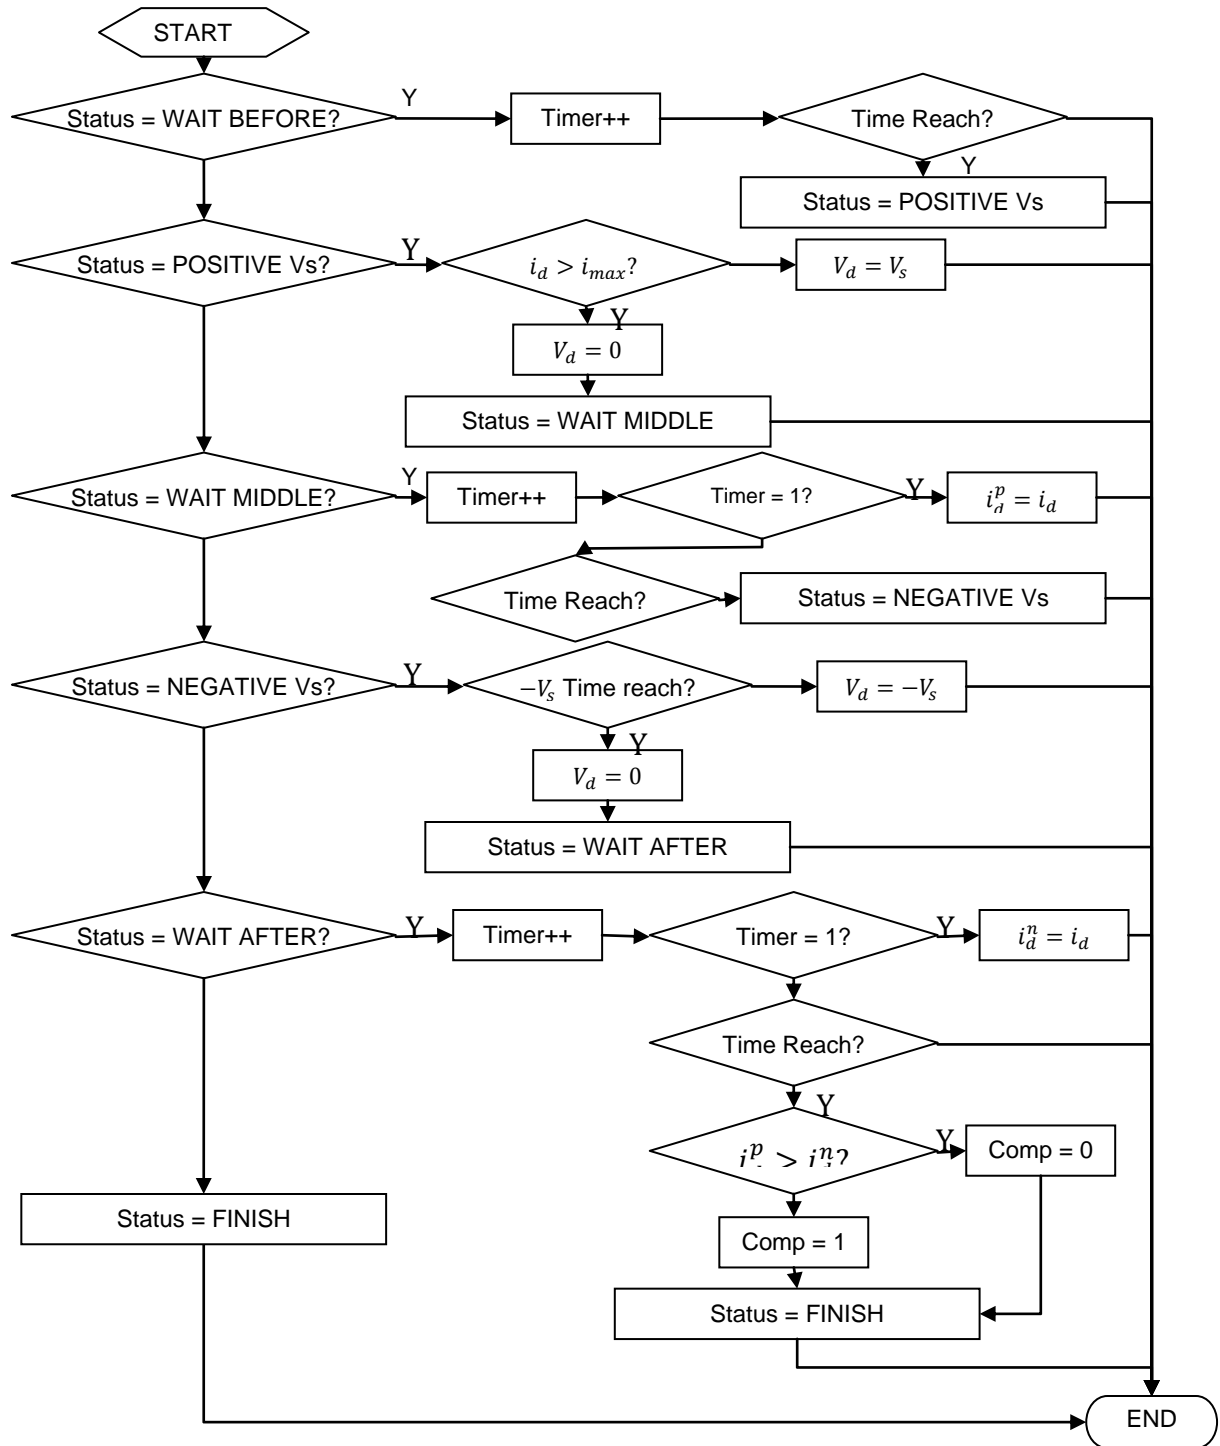 START
Status = WAIT BEFORE?
Y
Timer++
Time Reach?
Y
Status = POSITIVE Vs
Status = POSITIVE Vs?
Y
i_d > i_max?
V_d = V_s
Y
V_d = 0
Status = WAIT MIDDLE
Status = WAIT MIDDLE?
Y
Timer++
Timer = 1?
Y
i_d^p = i_d
Time Reach?
Status = NEGATIVE Vs
Status = NEGATIVE Vs?
Y
−V_s Time reach?
V_d = −V_s
Y
V_d = 0
Status = WAIT AFTER
Status = WAIT AFTER?
Y
Timer++
Timer = 1?
Y
i_d^n = i_d
Time Reach?
Y
i_d^p > i_d^n?
Y
Comp = 0
Status = FINISH
Comp = 1
Status = FINISH
END